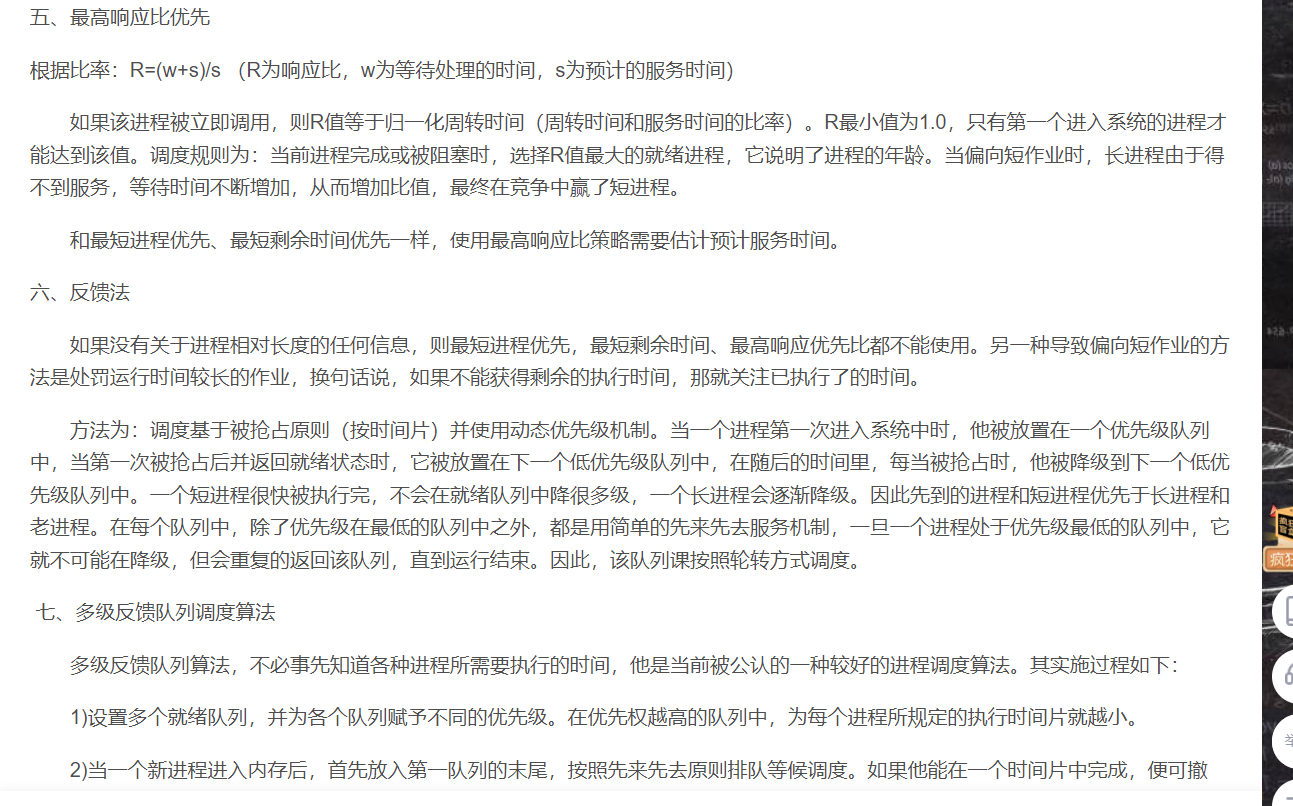 五、最高响应比优先
根据比率：R=(w+s)/s （R为响应比，w为等待处理的时间，s为预计的服务时间）
如果该进程被立即调用，则R值等于归一化周转时间（周转时间和服务时间的比率）。R最小值为1.0，只有第一个进入系统的进程才
能达到该值。调度规则为：当前进程完成或被阻塞时，选择R值最大的就绪进程，它说明了进程的年龄。当偏向短作业时，长进程由于得
不到服务，等待时间不断增加，从而增加比值，最终在竞争中赢了短进程。
和最短进程优先、最短剩余时间优先一样，使用最高响应比策略需要估计预计服务时间。
六、反馈法
如果没有关于进程相对长度的任何信息，则最短进程优先，最短剩余时间、最高响应优先比都不能使用。另一种导致偏向短作业的方
法是处罚运行时间较长的作业，换句话说，如果不能获得剩余的执行时间，那就关注已执行了的时间。
方法为：调度基于被抢占原则（按时间片）并使用动态优先级机制。当一个进程第一次进入系统中时，他被放置在一个优先级队列
中，当第一次被抢占后并返回就绪状态时，它被放置在下一个低优先级队列中，在随后的时间里，每当被抢占时，他被降级到下一个低优
先级队列中。一个短进程很快被执行完，不会在就绪队列中降很多级，一个长进程会逐渐降级。因此先到的进程和短进程优先于长进程和
老进程。在每个队列中，除了优先级在最低的队列中之外，都是用简单的先来先去服务机制，一旦一个进程处于优先级最低的队列中，它
就不可能在降级，但会重复的返回该队列，直到运行结束。因此，该队列课按照轮转方式调度。
七、多级反馈队列调度算法
多级反馈队列算法，不必事先知道各种进程所需要执行的时间，他是当前被公认的一种较好的进程调度算法。其实施过程如下：
1)设置多个就绪队列，并为各个队列赋予不同的优先级。在优先权越高的队列中，为每个进程所规定的执行时间片就越小。
2)当一个新进程进入内存后，首先放入第一队列的末尾，按照先来先去原则排队等候调度。如果他能在一个时间片中完成，便可撤